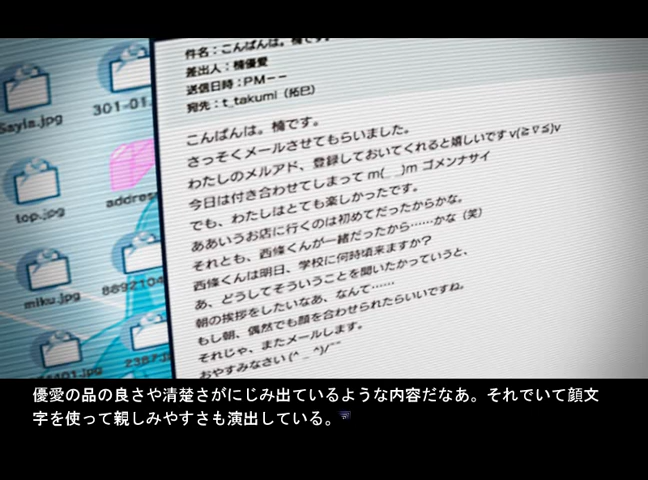 件名：こんばんは。楠です。
差出人：楠優愛
送信日時：PM－－
宛先：t_takumi（拓巳）
Sayla.jpg
301-01.
top.jpg
addres
miku.jpg
8892104
401.jpg
2387.j
こんばんは。楠です。
さっそくメールさせてもらいました。
わたしのメルアド、登録しておいてくれると嬉しいですv(≧∇≦)v
今日は付き合わせてしまって m(_ _)m ゴメンナサイ
でも、わたしはとても楽しかったです。
ああいうお店に行くのは初めてだったからかな。
それとも、西條くんが一緒だったから……かな（笑）
西條くんは明日、学校に何時頃来ますか？
あ、どうしてそういうことを聞いたかっていうと、
朝の挨拶をしたいなあ、なんて……
もし朝、偶然でも顔を合わせられたらいいですね。
それじゃ、またメールします。
おやすみなさい(^－^)/~~
優愛の品の良さや清楚さがにじみ出ているような内容だなあ。それでいて顔文
字を使って親しみやすさも演出している。